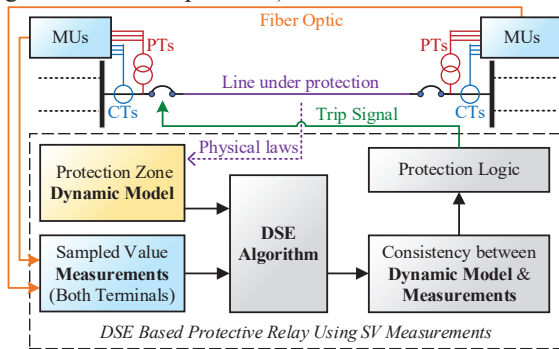 Fiber Optic
MUs
MUs
PTs
PTs
CTs
CTs
Line under protection
Trip Signal
Physical laws
Protection Zone
Dynamic Model
Protection Logic
DSE
Algorithm
Sampled Value
Measurements
(Both Terminals)
Consistency between
Dynamic Model &
Measurements
DSE Based Protective Relay Using SV Measurements